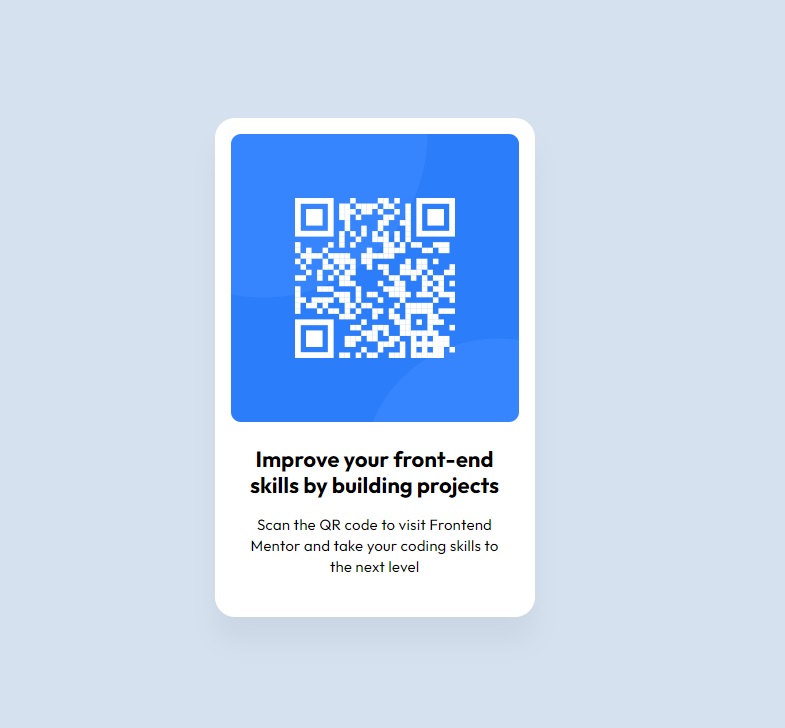 Improve your front-end
skills by building projects
Scan the QR code to visit Frontend
Mentor and take your coding skills to
the next level